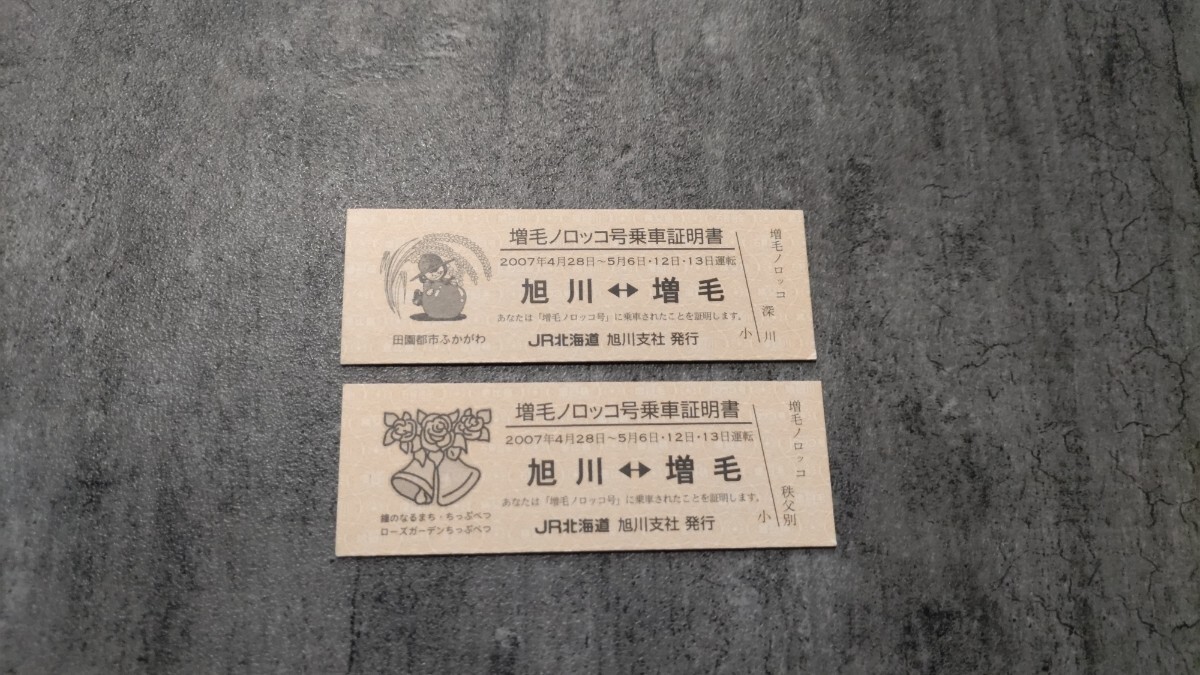 増毛ノロッコ号乗車証明書
2007年4月28日～5月6日・12日・13日運転
旭川↔増毛
あなたは「増毛ノロッコ号」に乗車されたことを証明します。
JR北海道 旭川支社 発行
田園都市ふかがわ
増毛ノロッコ 深川
小
増毛ノロッコ号乗車証明書
2007年4月28日～5月6日・12日・13日運転
旭川↔増毛
あなたは「増毛ノロッコ号」に乗車されたことを証明します。
JR北海道 旭川支社 発行
鐘のなるまち・ちっぷべつ
ローズガーデンちっぷべつ
増毛ノロッコ 秩父別
小